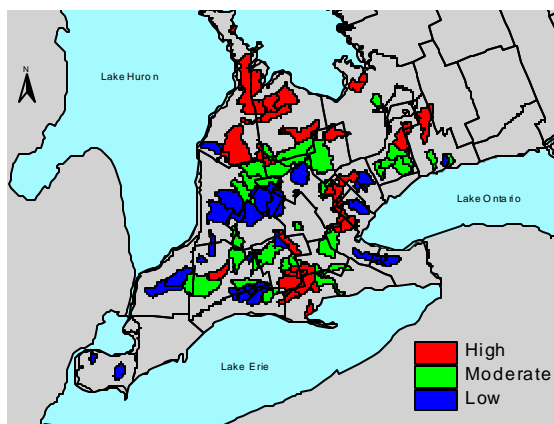 N
Lake Huron
Lake Ontario
Lake Erie
High
Moderate
Low